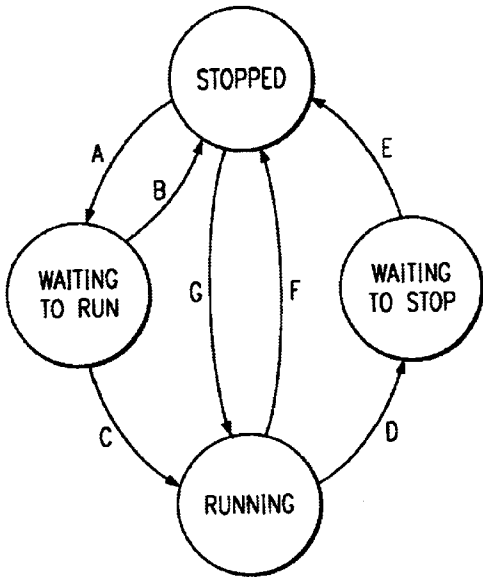 STOPPED
A
B
E
WAITING
TO RUN
G
F
WAITING
TO STOP
C
D
RUNNING